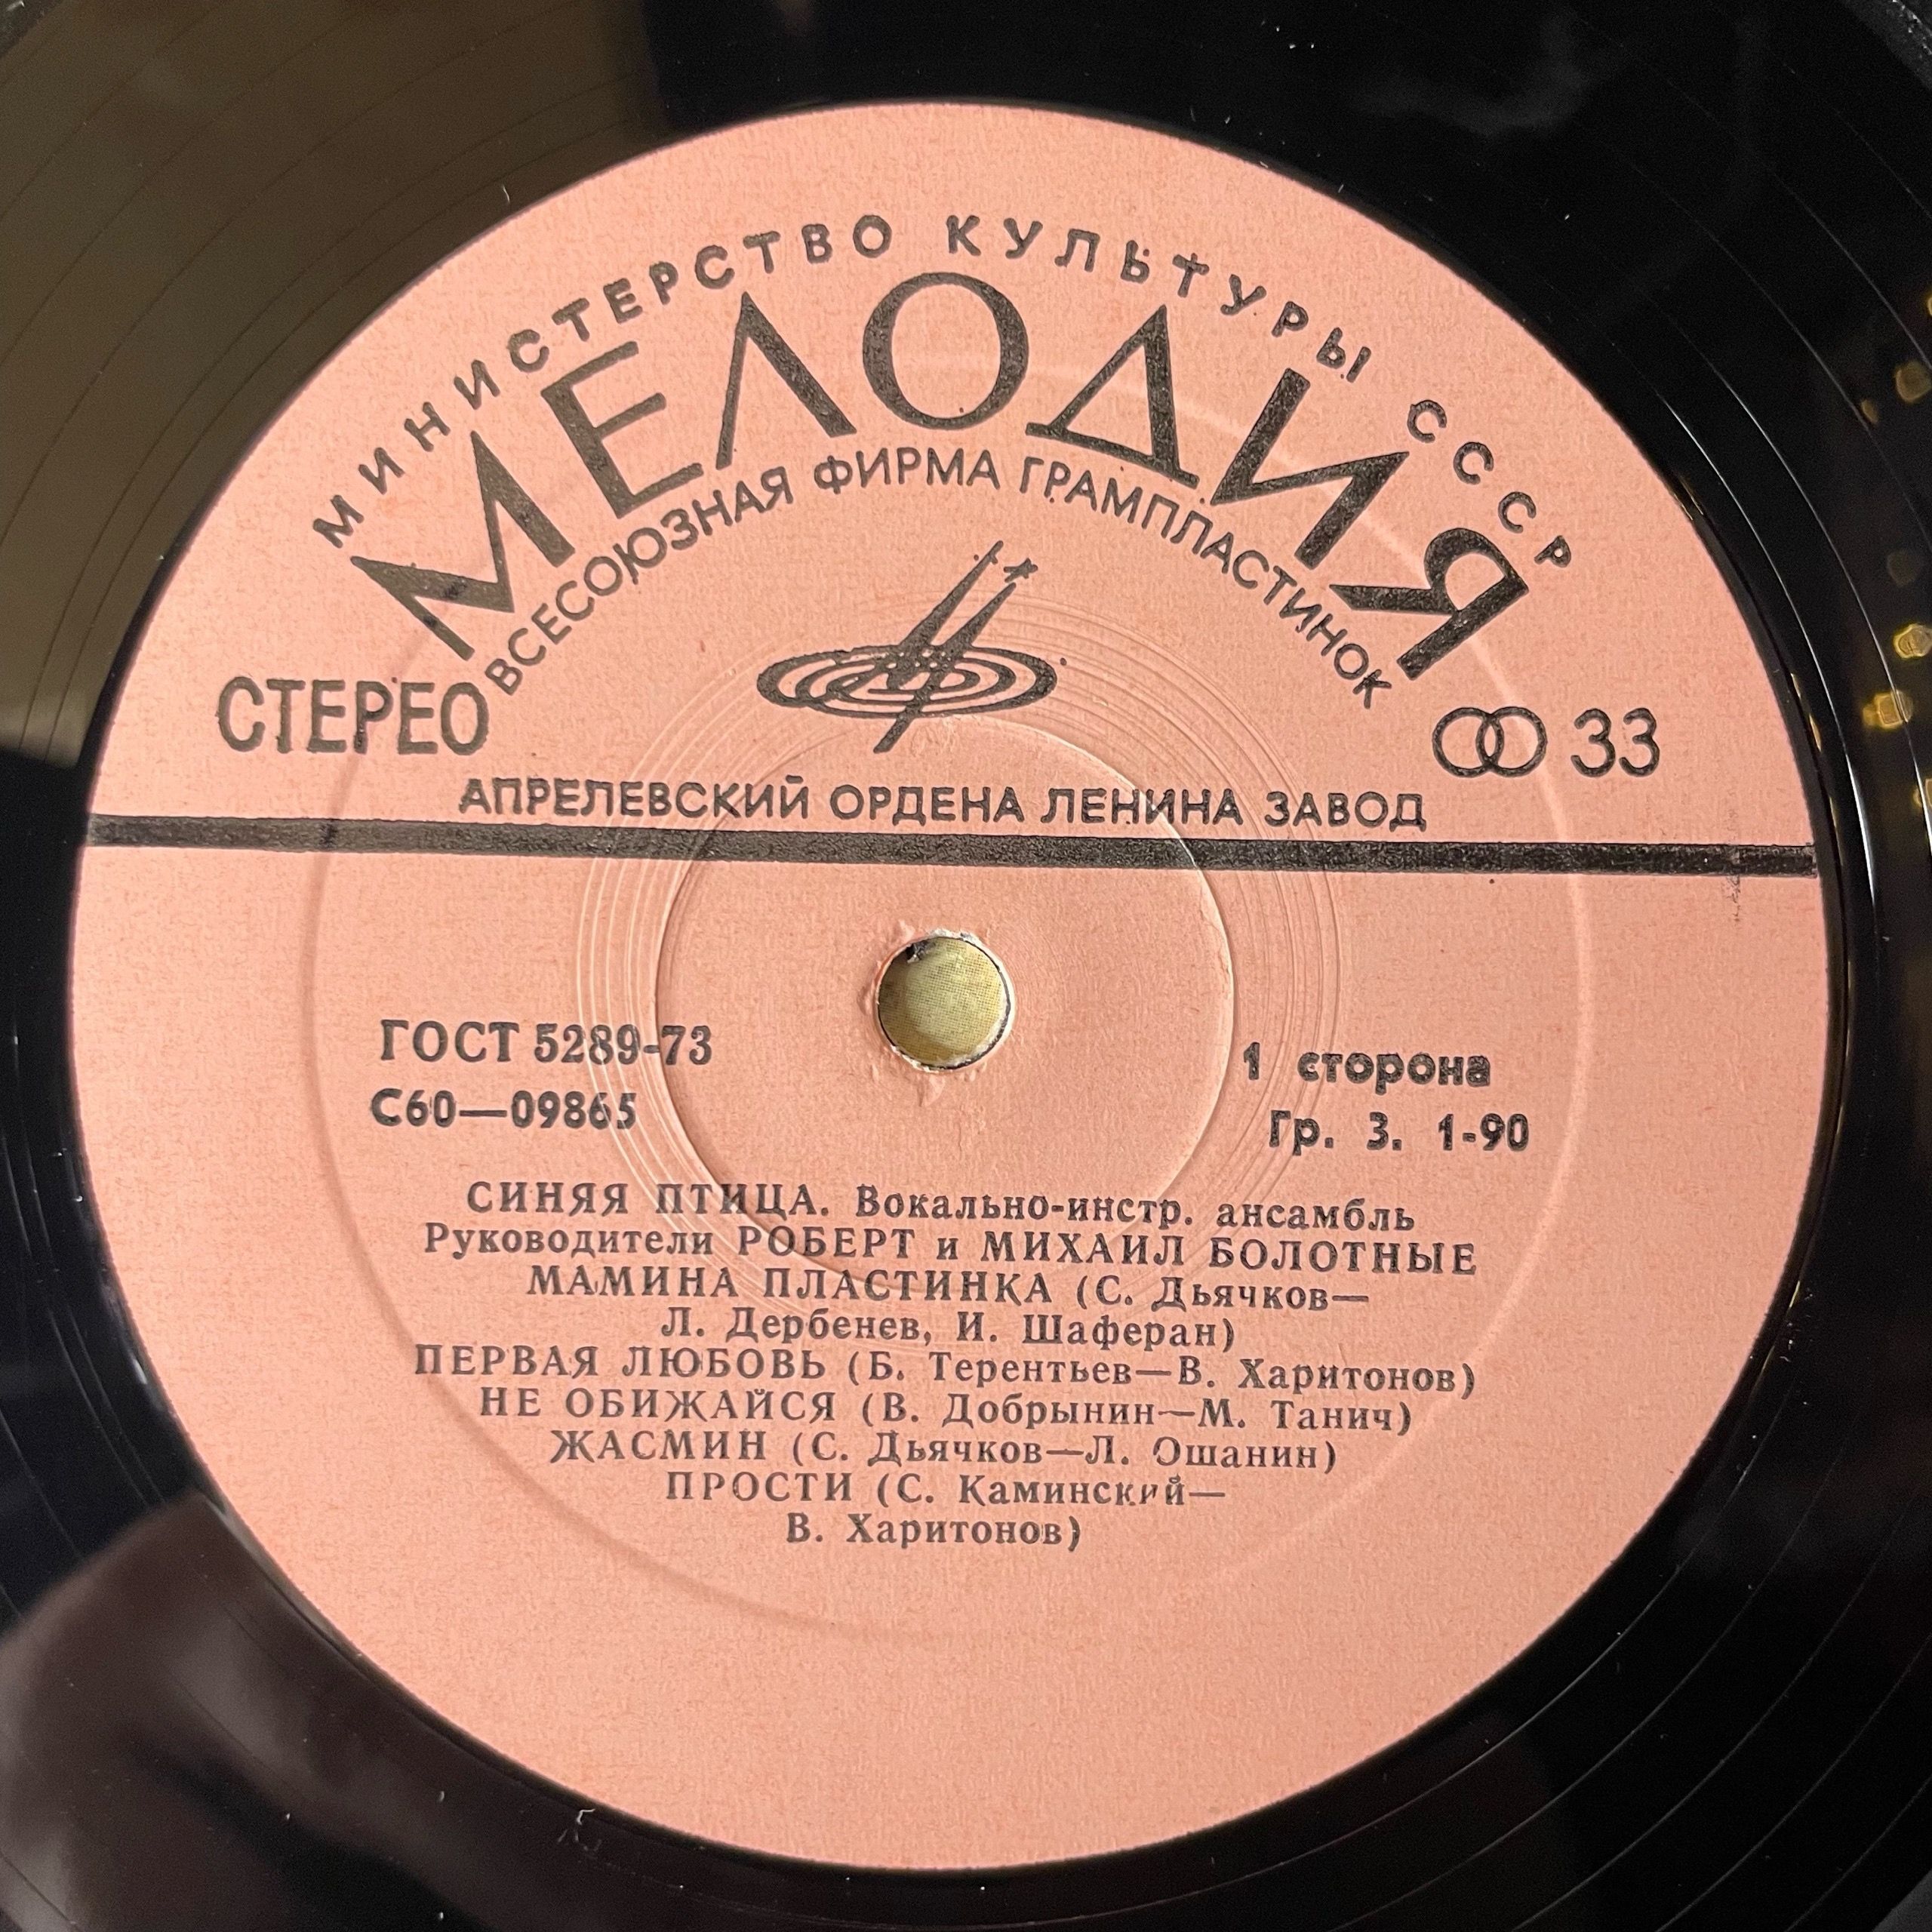 МИНИСТЕРСТВО КУЛЬТУРЫ СССР
МЕЛОДИЯ
ВСЕСОЮЗНАЯ ФИРМА ГРАМПЛАСТИНОК
СТЕРЕО
33
АПРЕЛЕВСКИЙ ОРДЕНА ЛЕНИНА ЗАВОД
ГОСТ 5289-73
С60—09865
1 сторона
Гр. 3. 1-90
СИНЯЯ ПТИЦА. Вокально-инстр. ансамбль
Руководители РОБЕРТ и МИХАИЛ БОЛОТНЫЕ
МАМИНА ПЛАСТИНКА (С. Дьячков—
Л. Дербенев, И. Шаферан)
ПЕРВАЯ ЛЮБОВЬ (Б. Терентьев—В. Харитонов)
НЕ ОБИЖАЙСЯ (В. Добрынин—М. Танич)
ЖАСМИН (С. Дьячков—Л. Ошанин)
ПРОСТИ (С. Каминский—
В. Харитонов)